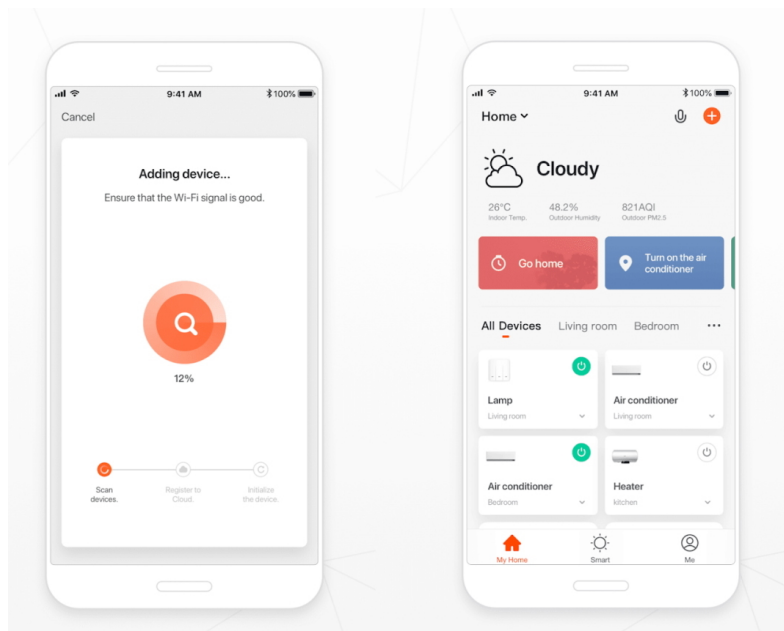 9:41 AM
100%
Cancel
Adding device...
Ensure that the Wi-Fi signal is good.
12%
Scan
devices.
Register to
Cloud.
Initialize
the device.
9:41 AM
100%
Home
Cloudy
26°C
48.2%
821AQI
Indoor Temp.
Outdoor Humidity
Outdoor PM2.5
Go home
Turn on the air
conditioner
All Devices
Living room
Bedroom
Lamp
Living room
Air conditioner
Living room
Air conditioner
Bedroom
Heater
kitchen
My Home
Smart
Me